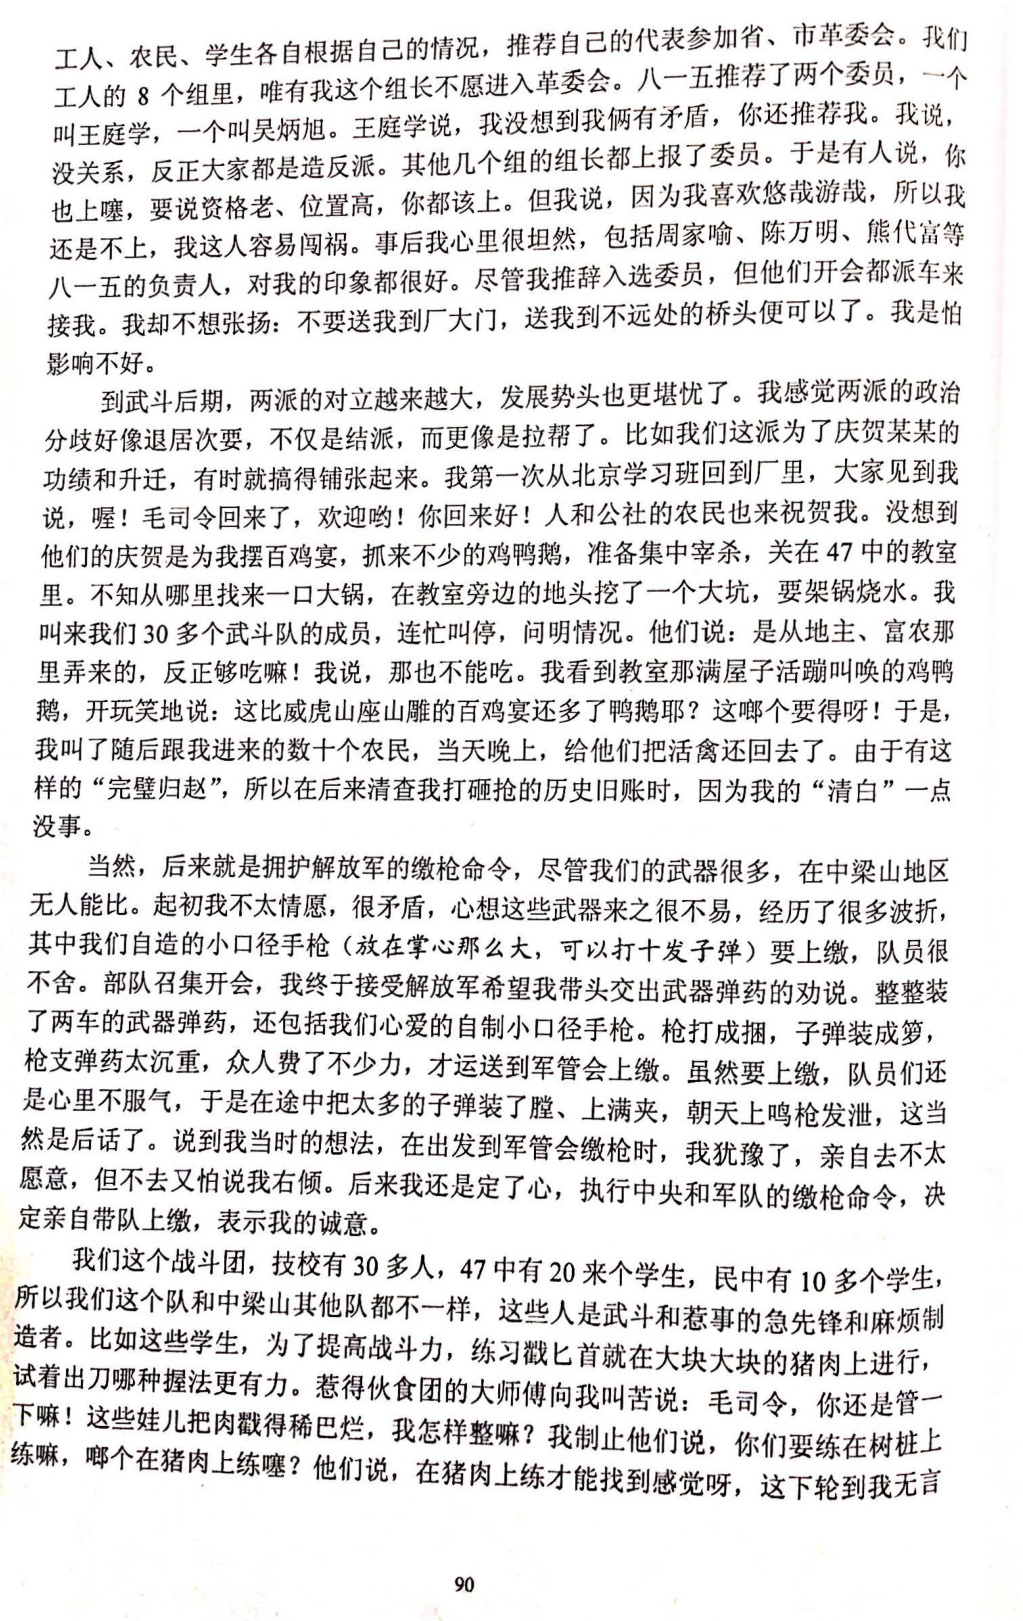 工人、农民、学生各自根据自己的情况，推荐自己的代表参加省、市革委会。我们
工人的 8 个组里，唯有我这个组长不愿进入革委会。八一五推荐了两个委员，一个
叫王庭学，一个叫吴炳旭。王庭学说，我没想到我俩有矛盾，你还推荐我。我说，
没关系，反正大家都是造反派。其他几个组的组长都上报了委员。于是有人说，你
也上噻，要说资格老、位置高，你都该上。但我说，因为我喜欢悠哉游哉，所以我
还是不上，我这人容易闯祸。事后我心里很坦然，包括周家喻、陈万明、熊代富等
八一五的负责人，对我的印象都很好。尽管我推辞入选委员，但他们开会都派车来
接我。我却不想张扬：不要送我到厂大门，送我到不远处的桥头便可以了。我是怕
影响不好。
到武斗后期，两派的对立越来越大，发展势头也更堪忧了。我感觉两派的政治
分歧好像退居次要，不仅是结派，而更像是拉帮了。比如我们这派为了庆贺某某的
功绩和升迁，有时就搞得铺张起来。我第一次从北京学习班回到厂里，大家见到我
说，喔！毛司令回来了，欢迎哟！你回来好！人和公社的农民也来祝贺我。没想到
他们的庆贺是为我摆百鸡宴，抓来不少的鸡鸭鹅，准备集中宰杀，关在 47 中的教室
里。不知从哪里找来一口大锅，在教室旁边的地头挖了一个大坑，要架锅烧水。我
叫来我们 30 多个武斗队的成员，连忙叫停，问明情况。他们说：是从地主、富农那
里弄来的，反正够吃嘛！我说，那也不能吃。我看到教室那满屋子活蹦叫唤的鸡鸭
鹅，开玩笑地说：这比威虎山座山雕的百鸡宴还多了鸭鹅耶？这啷个要得呀！于是，
我叫了随后跟我进来的数十个农民，当天晚上，给他们把活禽还回去了。由于有这
样的“完璧归赵”，所以在后来清查我打砸抢的历史旧账时，因为我的“清白”一点
没事。
当然，后来就是拥护解放军的缴枪命令，尽管我们的武器很多，在中梁山地区
无人能比。起初我不太情愿，很矛盾，心想这些武器来之很不易，经历了很多波折，
其中我们自造的小口径手枪（放在掌心那么大，可以打十发子弹）要上缴，队员很
不舍。部队召集开会，我终于接受解放军希望我带头交出武器弹药的劝说。整整装
了两车的武器弹药，还包括我们心爱的自制小口径手枪。枪打成捆，子弹装成箩，
枪支弹药太沉重，众人费了不少力，才运送到军管会上缴。虽然要上缴，队员们还
是心里不服气，于是在途中把太多的子弹装了膛、上满夹，朝天上鸣枪发泄，这当
然是后话了。说到我当时的想法，在出发到军管会缴枪时，我犹豫了，亲自去不太
愿意，但不去又怕说我右倾。后来我还是定了心，执行中央和军队的缴枪命令，决
定亲自带队上缴，表示我的诚意。
我们这个战斗团，技校有 30 多人，47 中有 20 来个学生，民中有 10 多个学生，
所以我们这个队和中梁山其他队都不一样，这些人是武斗和惹事的急先锋和麻烦制
造者。比如这些学生，为了提高战斗力，练习戳匕首就在大块大块的猪肉上进行，
试着出刀哪种握法更有力。惹得伙食团的大师傅向我叫苦说：毛司令，你还是管一
下嘛！这些娃儿把肉戳得稀巴烂，我怎样整嘛？我制止他们说，你们要练在树桩上
练嘛，啷个在猪肉上练噻？他们说，在猪肉上练才能找到感觉呀，这下轮到我无言
90